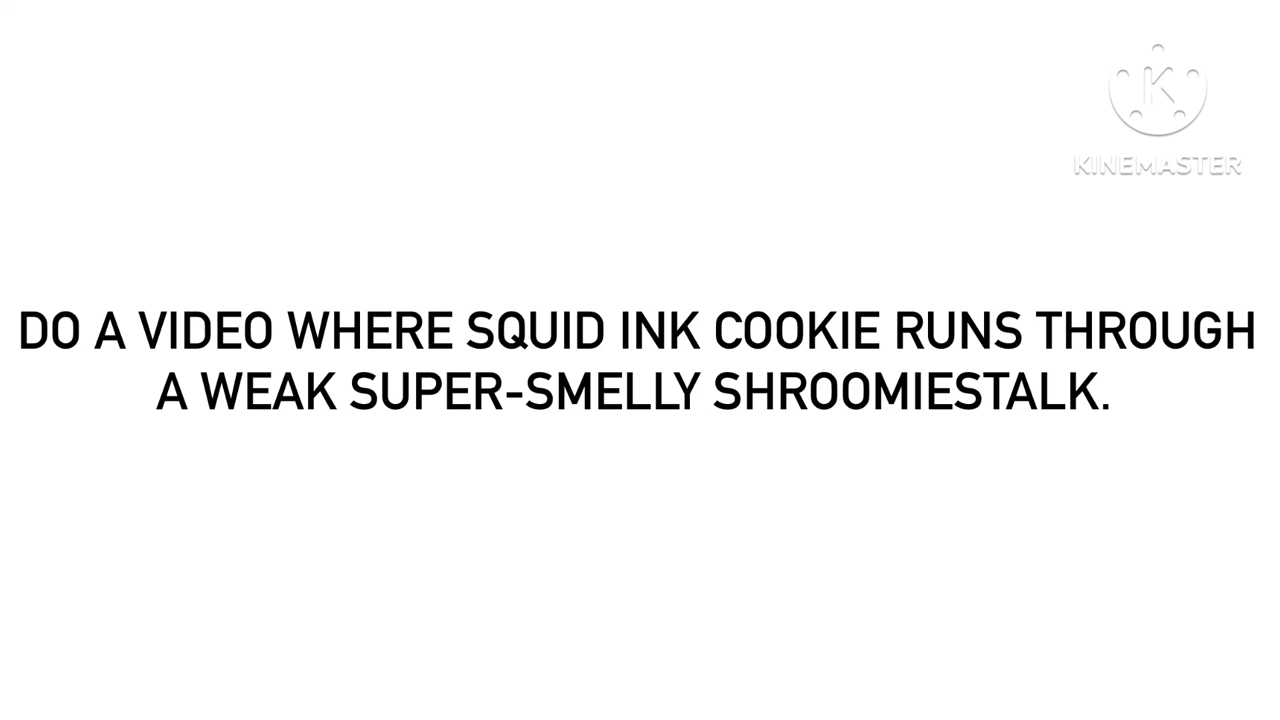 KINEMASTER
DO A VIDEO WHERE SQUID INK COOKIE RUNS THROUGH
A WEAK SUPER-SMELLY SHROOMIESTALK.